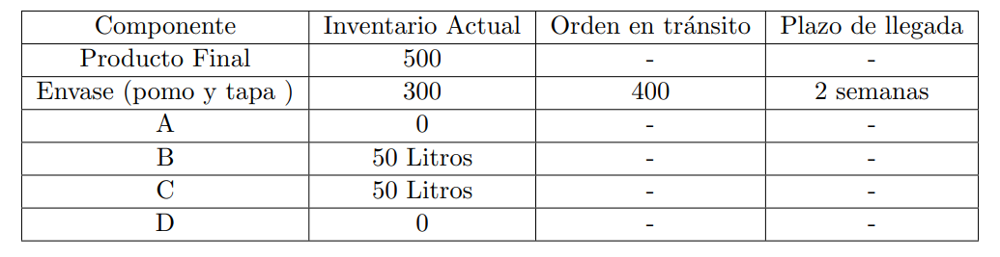 Componente Inventario Actual Orden en tránsito Plazo de llegada
Producto Final 500 - -
Envase (pomo y tapa ) 300 400 2 semanas
A 0 - -
B 50 Litros - -
C 50 Litros - -
D 0 - -